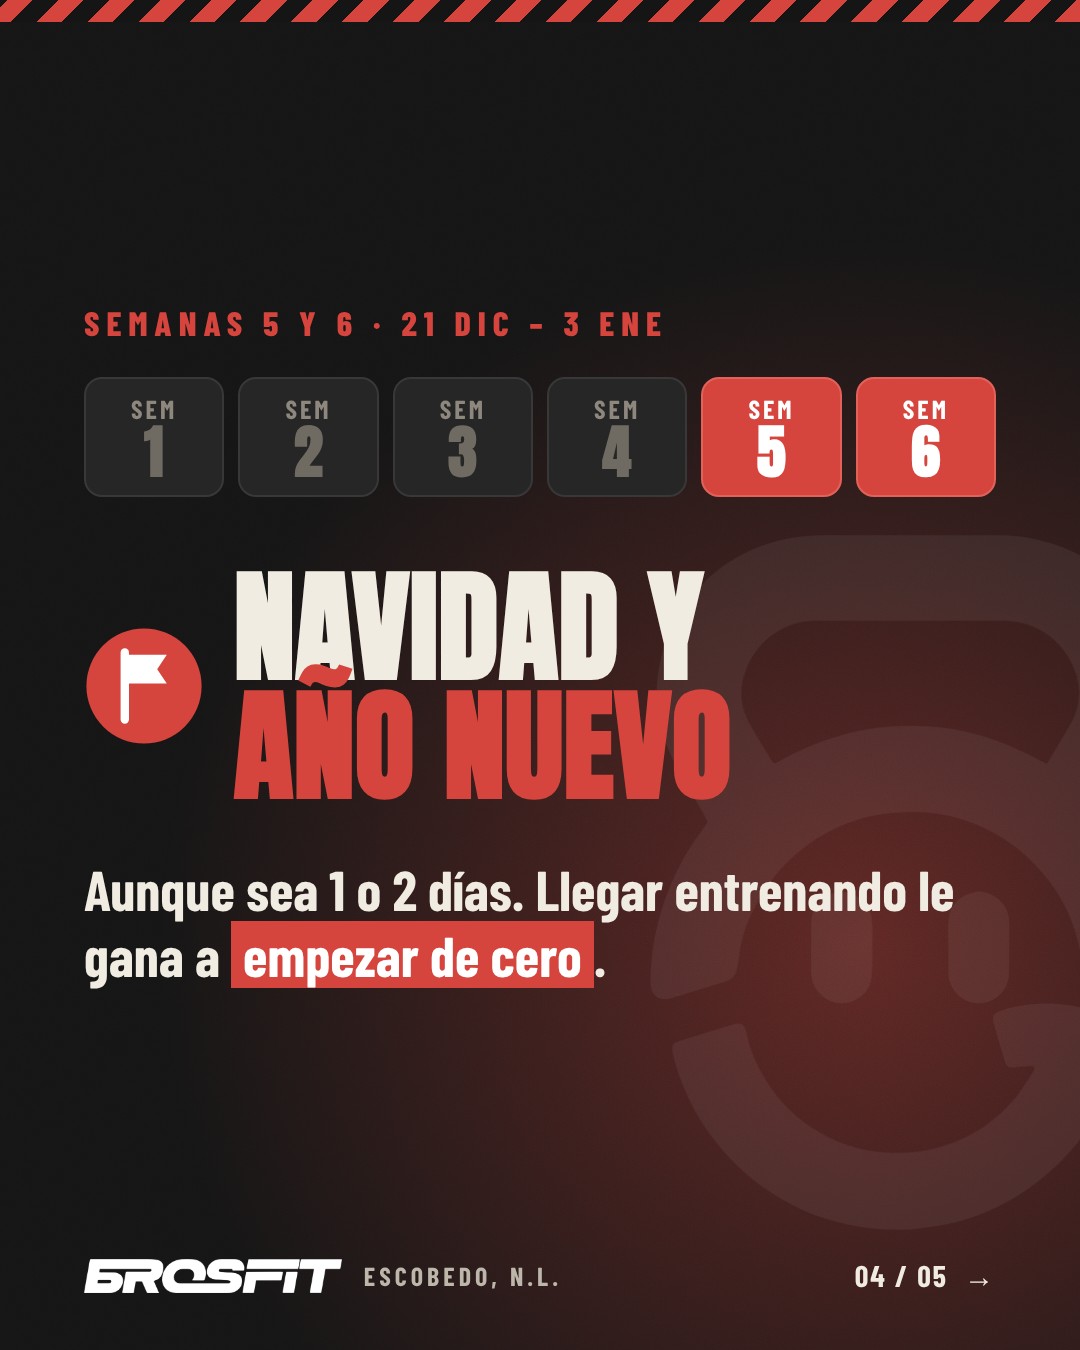 SEMANAS 5 Y 6 · 21 DIC – 3 ENE
SEM 1
SEM 2
SEM 3
SEM 4
SEM 5
SEM 6
NAVIDAD Y
AÑO NUEVO
Aunque sea 1 o 2 días. Llegar entrenando le
gana a empezar de cero.
BROSFIT ESCOBEDO, N.L.
04 / 05 →